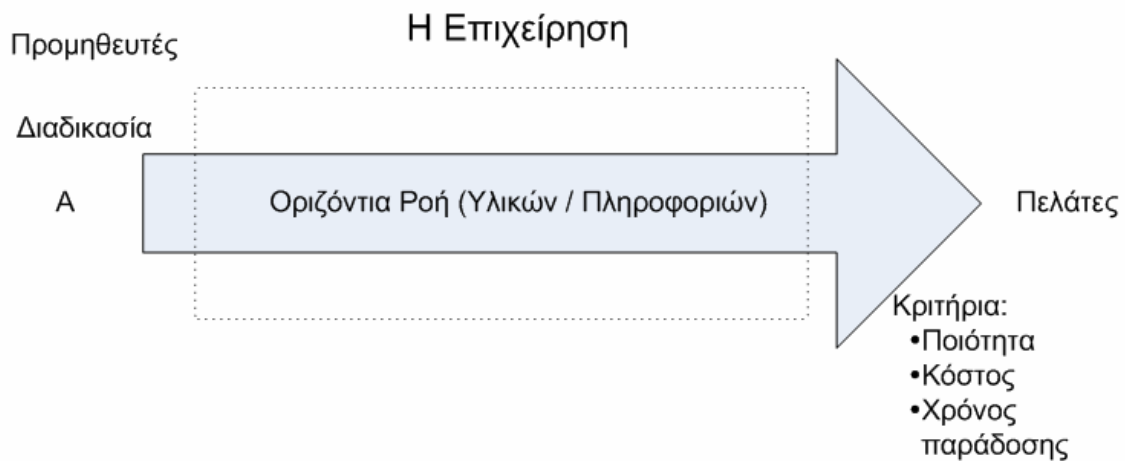 Η Επιχείρηση
Προμηθευτές
Διαδικασία
Α
Οριζόντια Ροή (Υλικών / Πληροφοριών)
Πελάτες
Κριτήρια:
•Ποιότητα
•Κόστος
•Χρόνος
παράδοσης